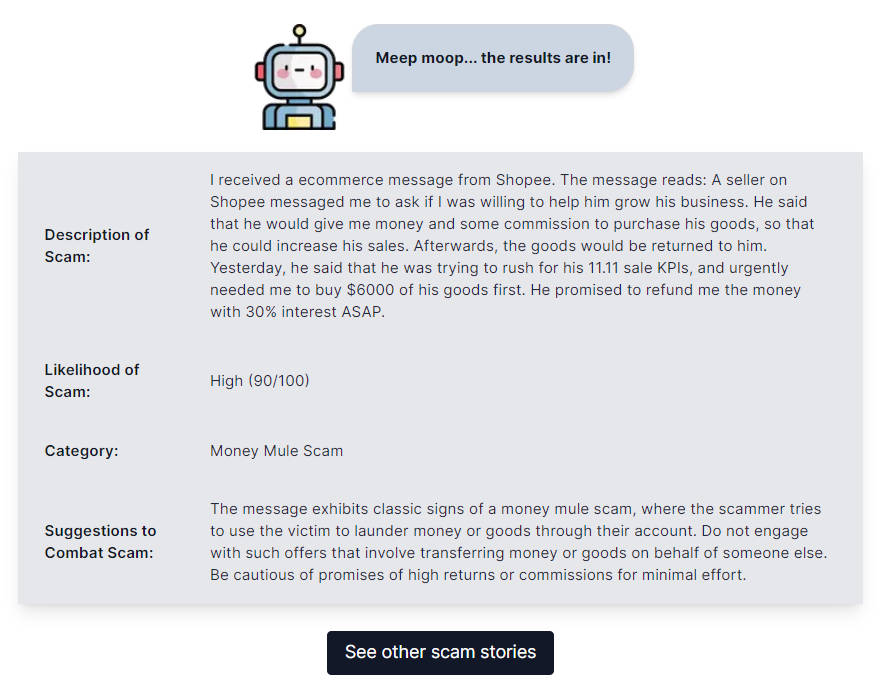 Meep moop... the results are in!
Description of
Scam:
I received a ecommerce message from Shopee. The message reads: A seller on
Shopee messaged me to ask if I was willing to help him grow his business. He said
that he would give me money and some commission to purchase his goods, so that
he could increase his sales. Afterwards, the goods would be returned to him.
Yesterday, he said that he was trying to rush for his 11.11 sale KPIs, and urgently
needed me to buy $6000 of his goods first. He promised to refund me the money
with 30% interest ASAP.
Likelihood of
Scam:
High (90/100)
Category:
Money Mule Scam
Suggestions to
Combat Scam:
The message exhibits classic signs of a money mule scam, where the scammer tries
to use the victim to launder money or goods through their account. Do not engage
with such offers that involve transferring money or goods on behalf of someone else.
Be cautious of promises of high returns or commissions for minimal effort.
See other scam stories